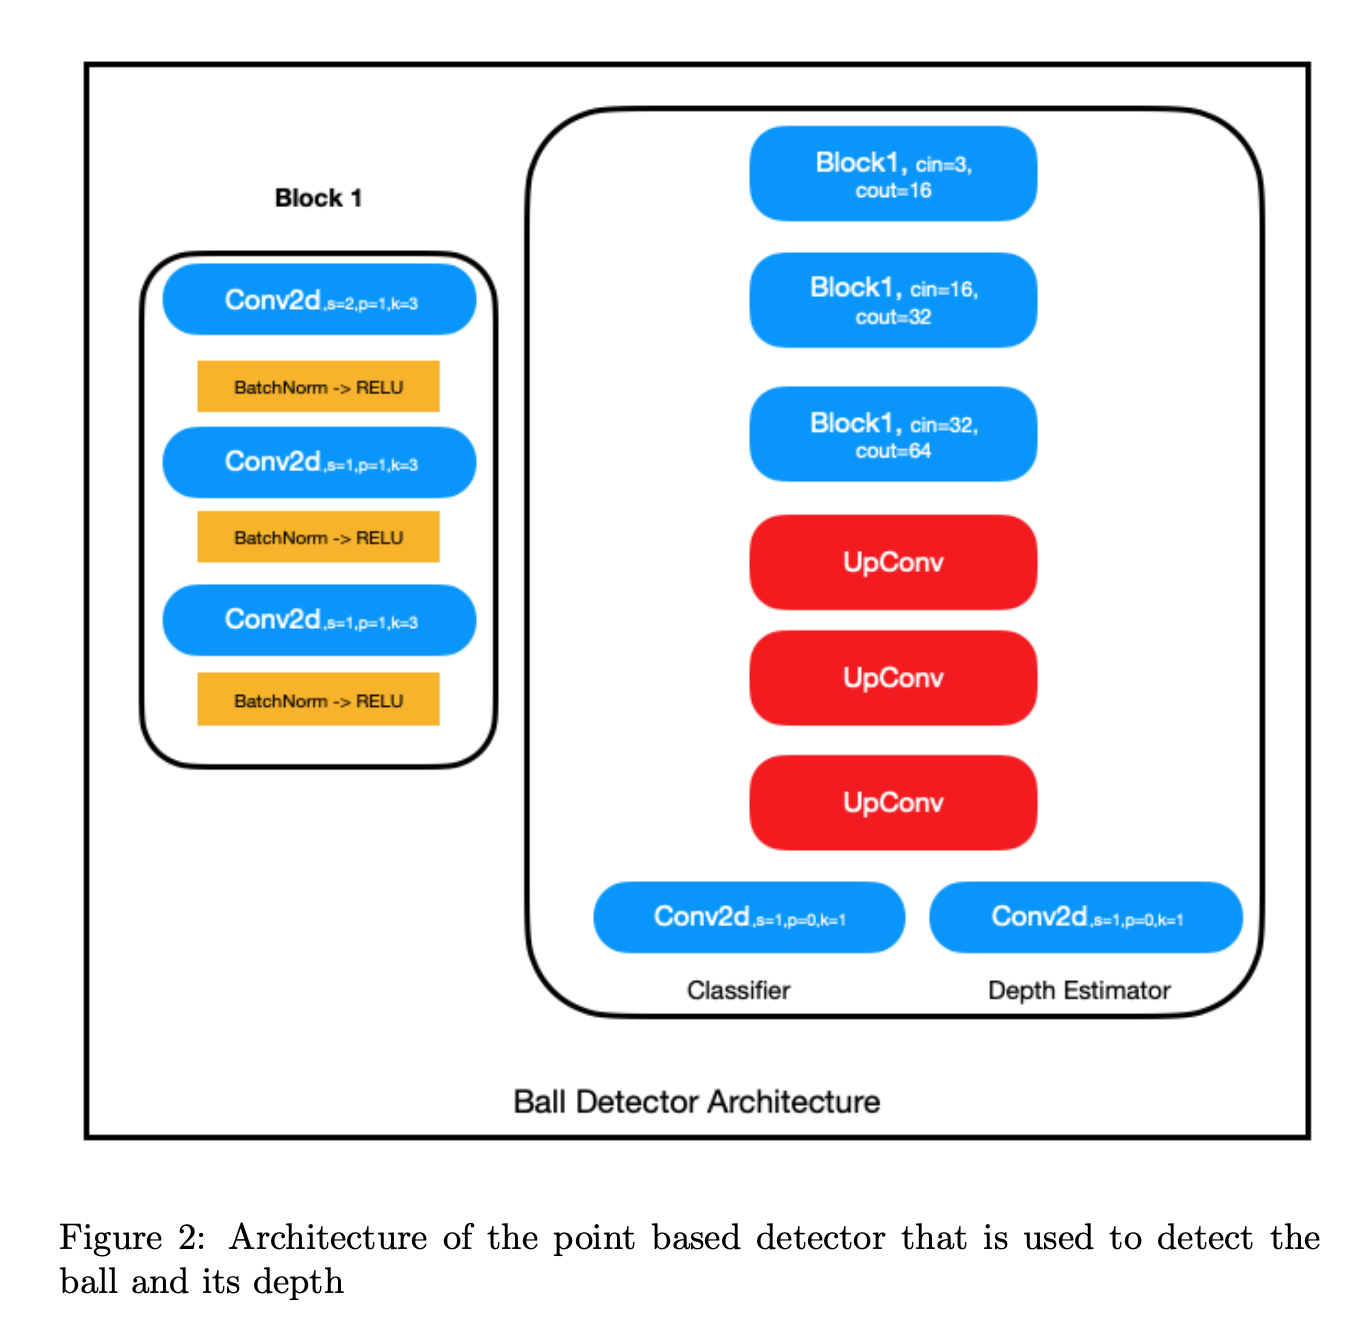 Block 1
Conv2d,s=2,p=1,k=3
BatchNorm -> RELU
Conv2d,s=1,p=1,k=3
BatchNorm -> RELU
Conv2d,s=1,p=1,k=3
BatchNorm -> RELU
Block1, cin=3,
cout=16
Block1, cin=16,
cout=32
Block1, cin=32,
cout=64
UpConv
UpConv
UpConv
Conv2d,s=1,p=0,k=1
Classifier
Conv2d,s=1,p=0,k=1
Depth Estimator
Ball Detector Architecture
Figure 2: Architecture of the point based detector that is used to detect the
ball and its depth